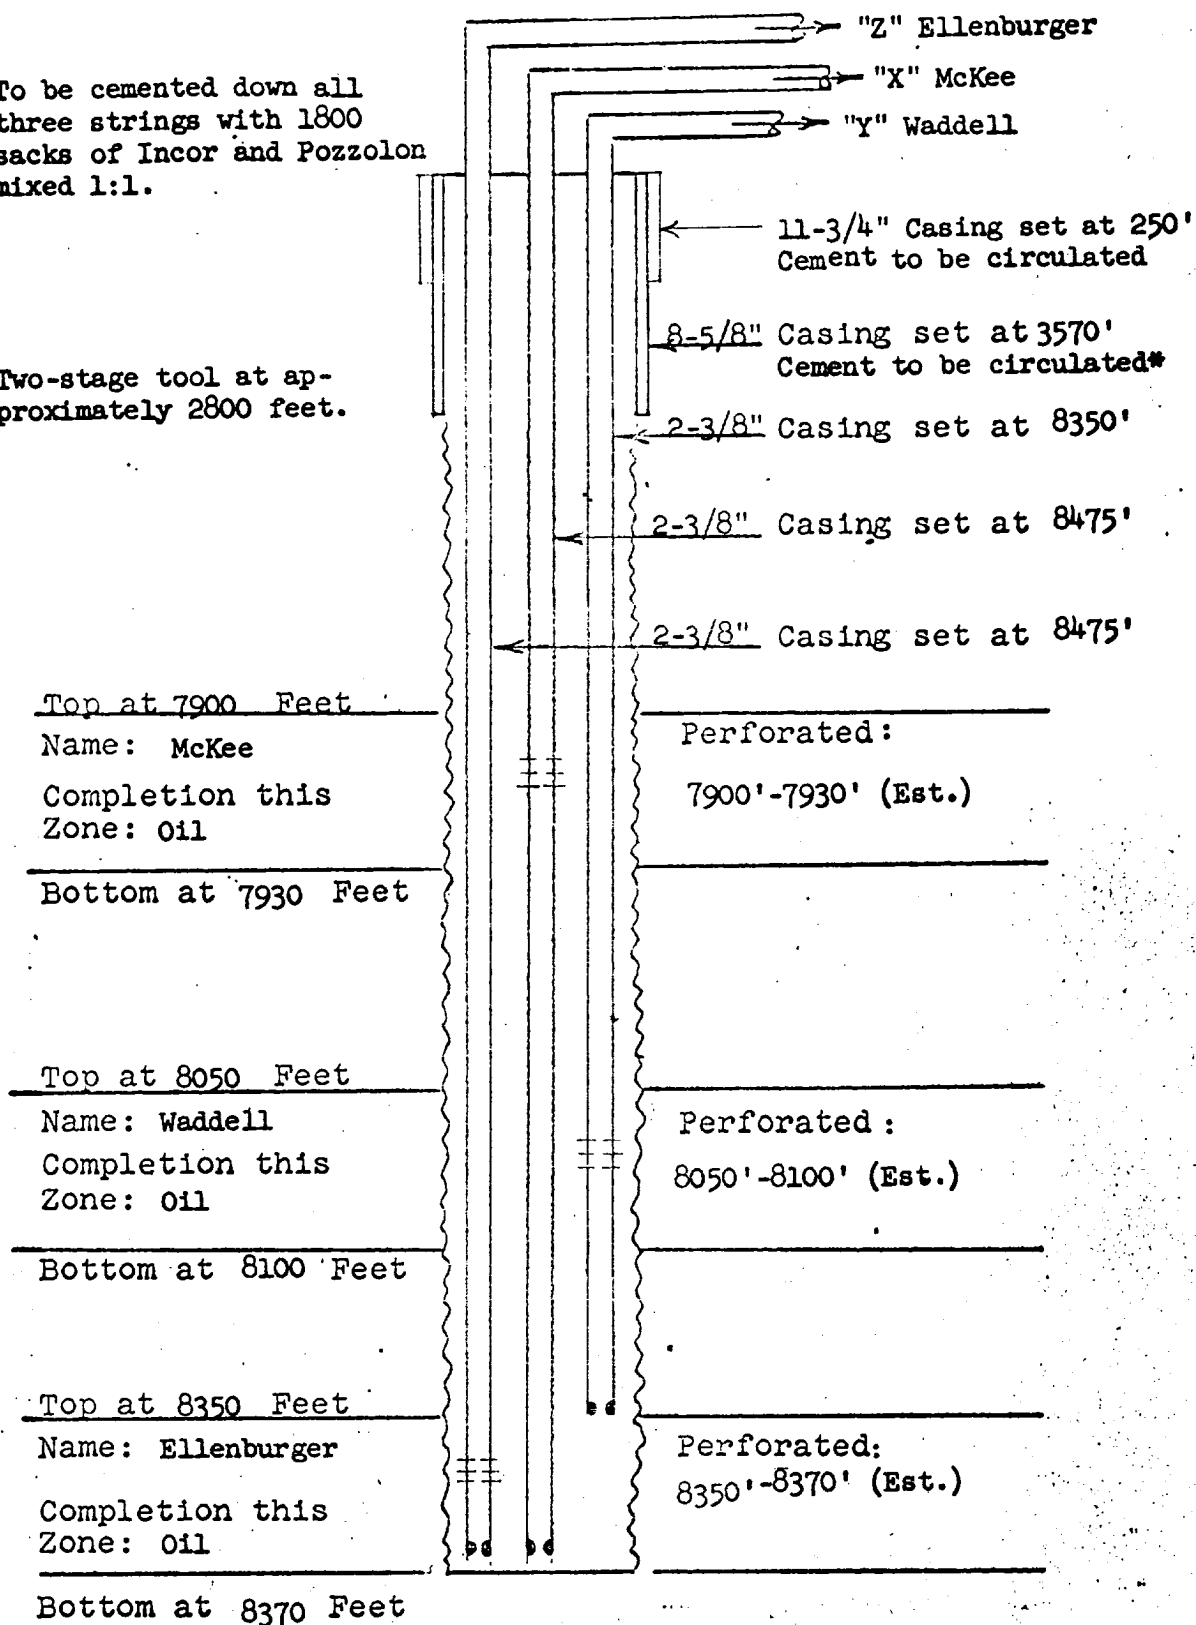 "Z" Ellenburger
"X" McKee
"Y" Waddell
To be cemented down all
three strings with 1800
sacks of Incor and Pozzolon
mixed 1:1.
11-3/4" Casing set at 250'
Cement to be circulated
8-5/8" Casing set at 3570'
Cement to be circulated*
Two-stage tool at ap-
proximately 2800 feet.
2-3/8" Casing set at 8350'
2-3/8" Casing set at 8475'
2-3/8" Casing set at 8475'
Top at 7900 Feet
Name: McKee
Completion this
Zone: Oil
Bottom at 7930 Feet
Perforated:
7900'-7930' (Est.)
Top at 8050 Feet
Name: Waddell
Completion this
Zone: Oil
Bottom at 8100 Feet
Perforated:
8050'-8100' (Est.)
Top at 8350 Feet
Name: Ellenburger
Completion this
Zone: Oil
Bottom at 8370 Feet
Perforated:
8350'-8370' (Est.)